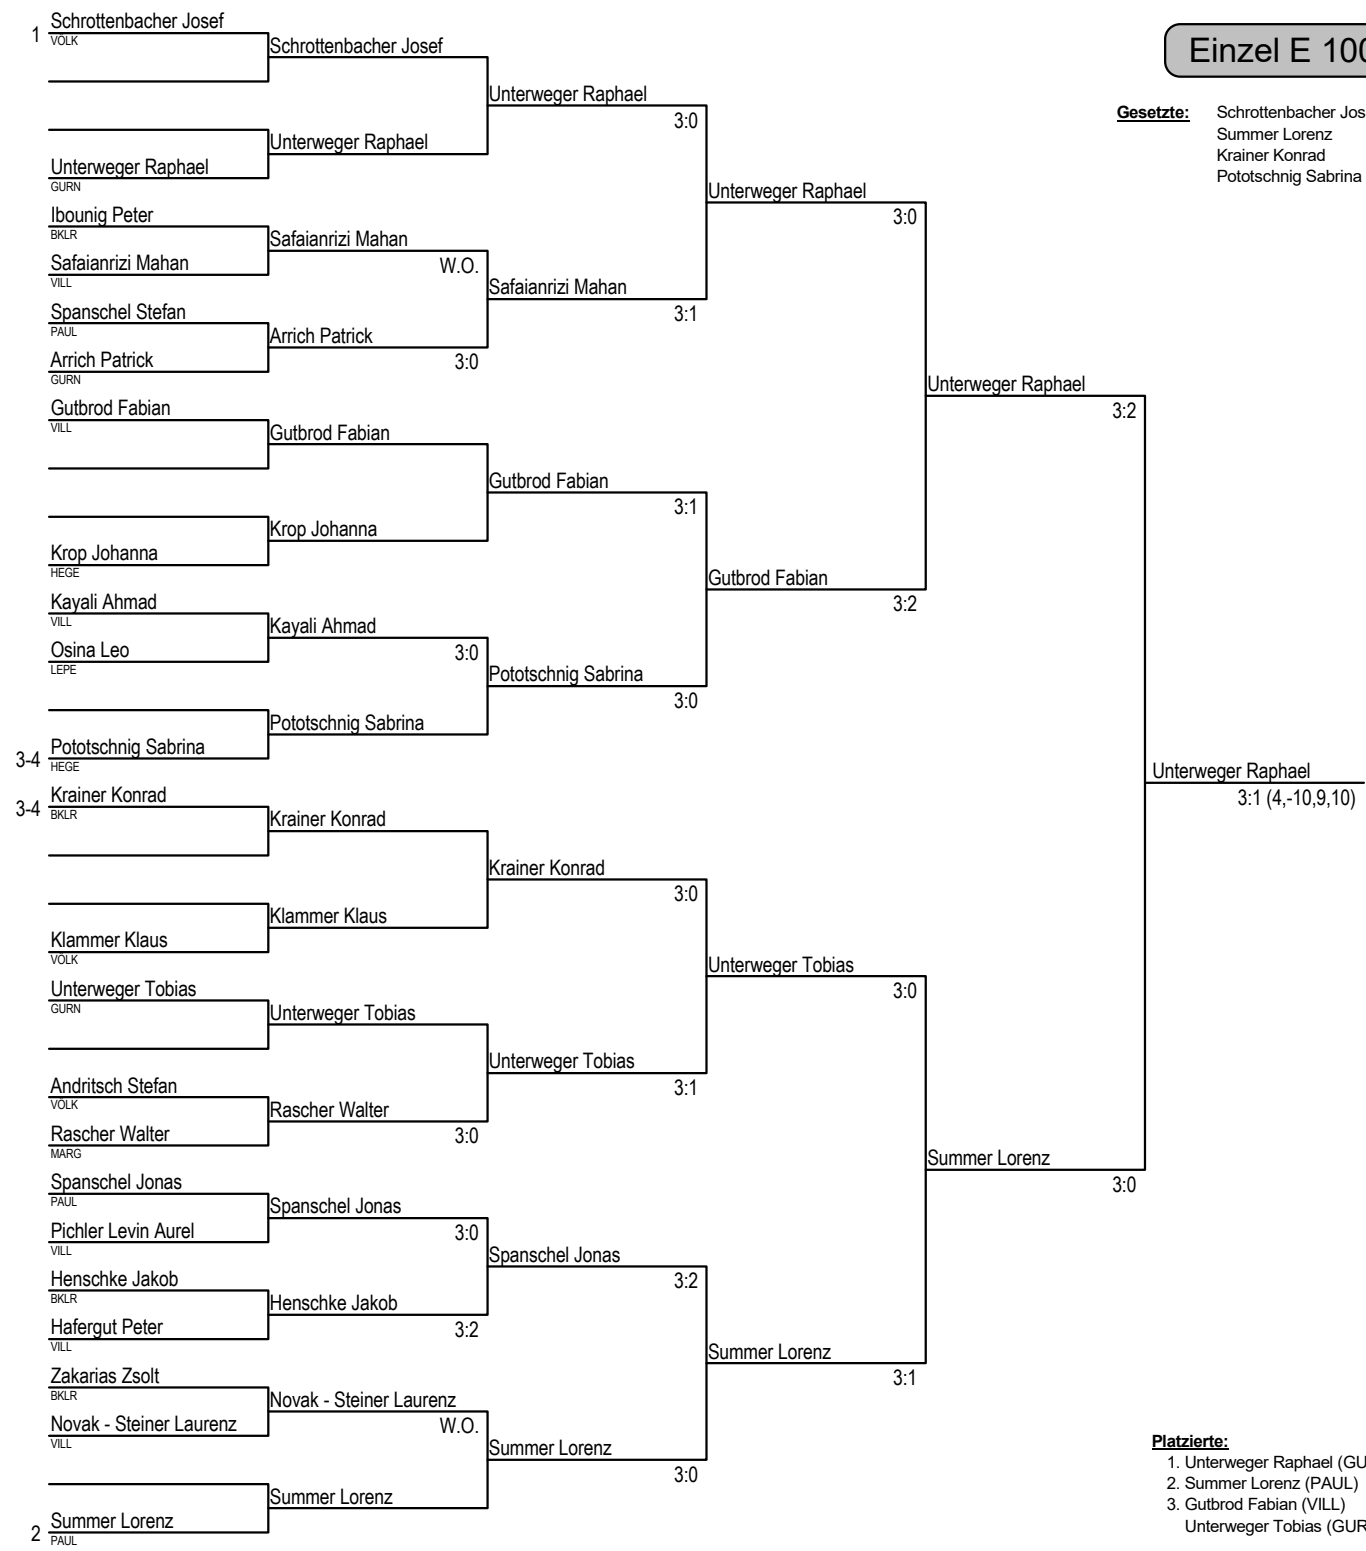 Schrottenbacher Josef
1
VÖLK
Schrottenbacher Josef
Einzel E 100
Unterweger Raphael
3:0
Gesetzte: Schrottenbacher Jos
Summer Lorenz
Krainer Konrad
Pototschnig Sabrina
Unterweger Raphael
Unterweger Raphael
GURN
Unterweger Raphael
3:0
Ibounig Peter
BKLR
Safaianrizi Mahan
W.O.
Safaianrizi Mahan
VILL
Safaianrizi Mahan
3:1
Spanschel Stefan
PAUL
Arrich Patrick
3:0
Arrich Patrick
GURN
Unterweger Raphael
3:2
Gutbrod Fabian
VILL
Gutbrod Fabian
Gutbrod Fabian
3:1
Krop Johanna
Krop Johanna
HEGE
Gutbrod Fabian
3:2
Kayali Ahmad
VILL
Kayali Ahmad
3:0
Osina Leo
LEPE
Pototschnig Sabrina
3:0
Pototschnig Sabrina
3-4
Pototschnig Sabrina
HEGE
Unterweger Raphael
3:1 (4,-10,9,10)
3-4
Krainer Konrad
BKLR
Krainer Konrad
Krainer Konrad
3:0
Klammer Klaus
Klammer Klaus
VÖLK
Unterweger Tobias
3:0
Unterweger Tobias
GURN
Unterweger Tobias
Unterweger Tobias
3:1
Andritsch Stefan
VÖLK
Rascher Walter
3:0
Rascher Walter
MARG
Summer Lorenz
3:0
Spanschel Jonas
PAUL
Spanschel Jonas
3:0
Pichler Levin Aurel
VILL
Spanschel Jonas
3:2
Henschke Jakob
BKLR
Henschke Jakob
3:2
Hafergut Peter
VILL
Summer Lorenz
3:1
Zakarias Zsolt
BKLR
Novak - Steiner Laurenz
W.O.
Novak - Steiner Laurenz
VILL
Summer Lorenz
3:0
Summer Lorenz
2
Summer Lorenz
PAUL
Platzierte:
1. Unterweger Raphael (GU
2. Summer Lorenz (PAUL)
3. Gutbrod Fabian (VILL)
Unterweger Tobias (GUR